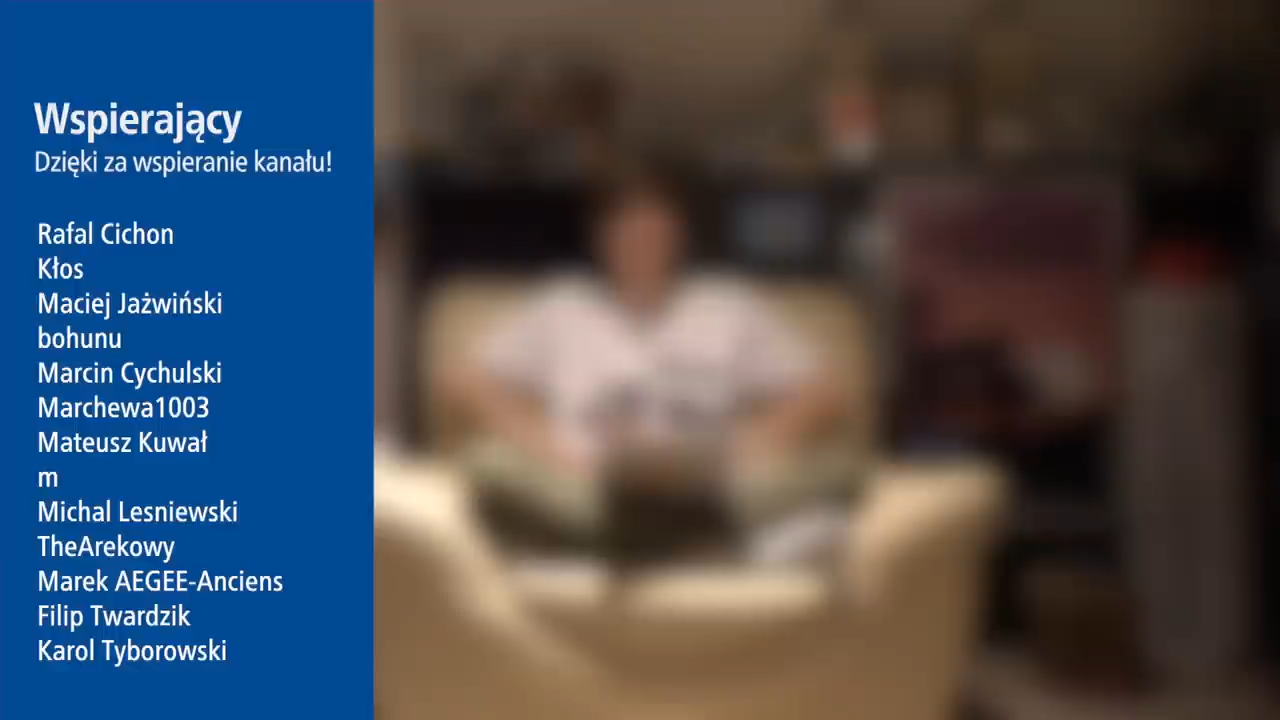 Wspierający
Dzięki za wspieranie kanału!
Rafal Cichon
Kłos
Maciej Jażwiński
bohunu
Marcin Cychulski
Marchewa1003
Mateusz Kuwał
m
Michal Lesniewski
TheArekowy
Marek AEGEE-Anciens
Filip Twardzik
Karol Tyborowski